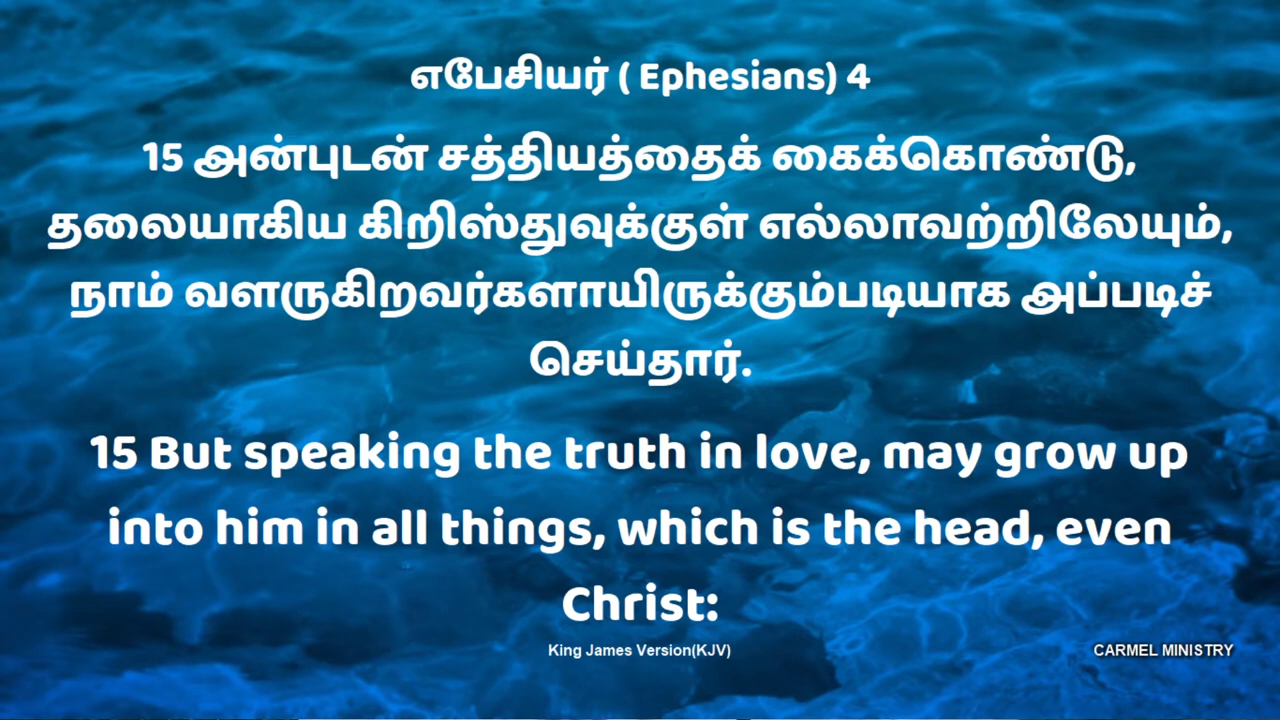 எபேசியர் ( Ephesians) 4
15 அன்புடன் சத்தியத்தைக் கைக்கொண்டு,
தலையாகிய கிறிஸ்துவுக்குள் எல்லாவற்றிலேயும்,
நாம் வளருகிறவர்களாயிருக்கும்படியாக அப்படிச்
செய்தார்.
15 But speaking the truth in love, may grow up
into him in all things, which is the head, even
Christ:
King James Version(KJV)
CARMEL MINISTRY